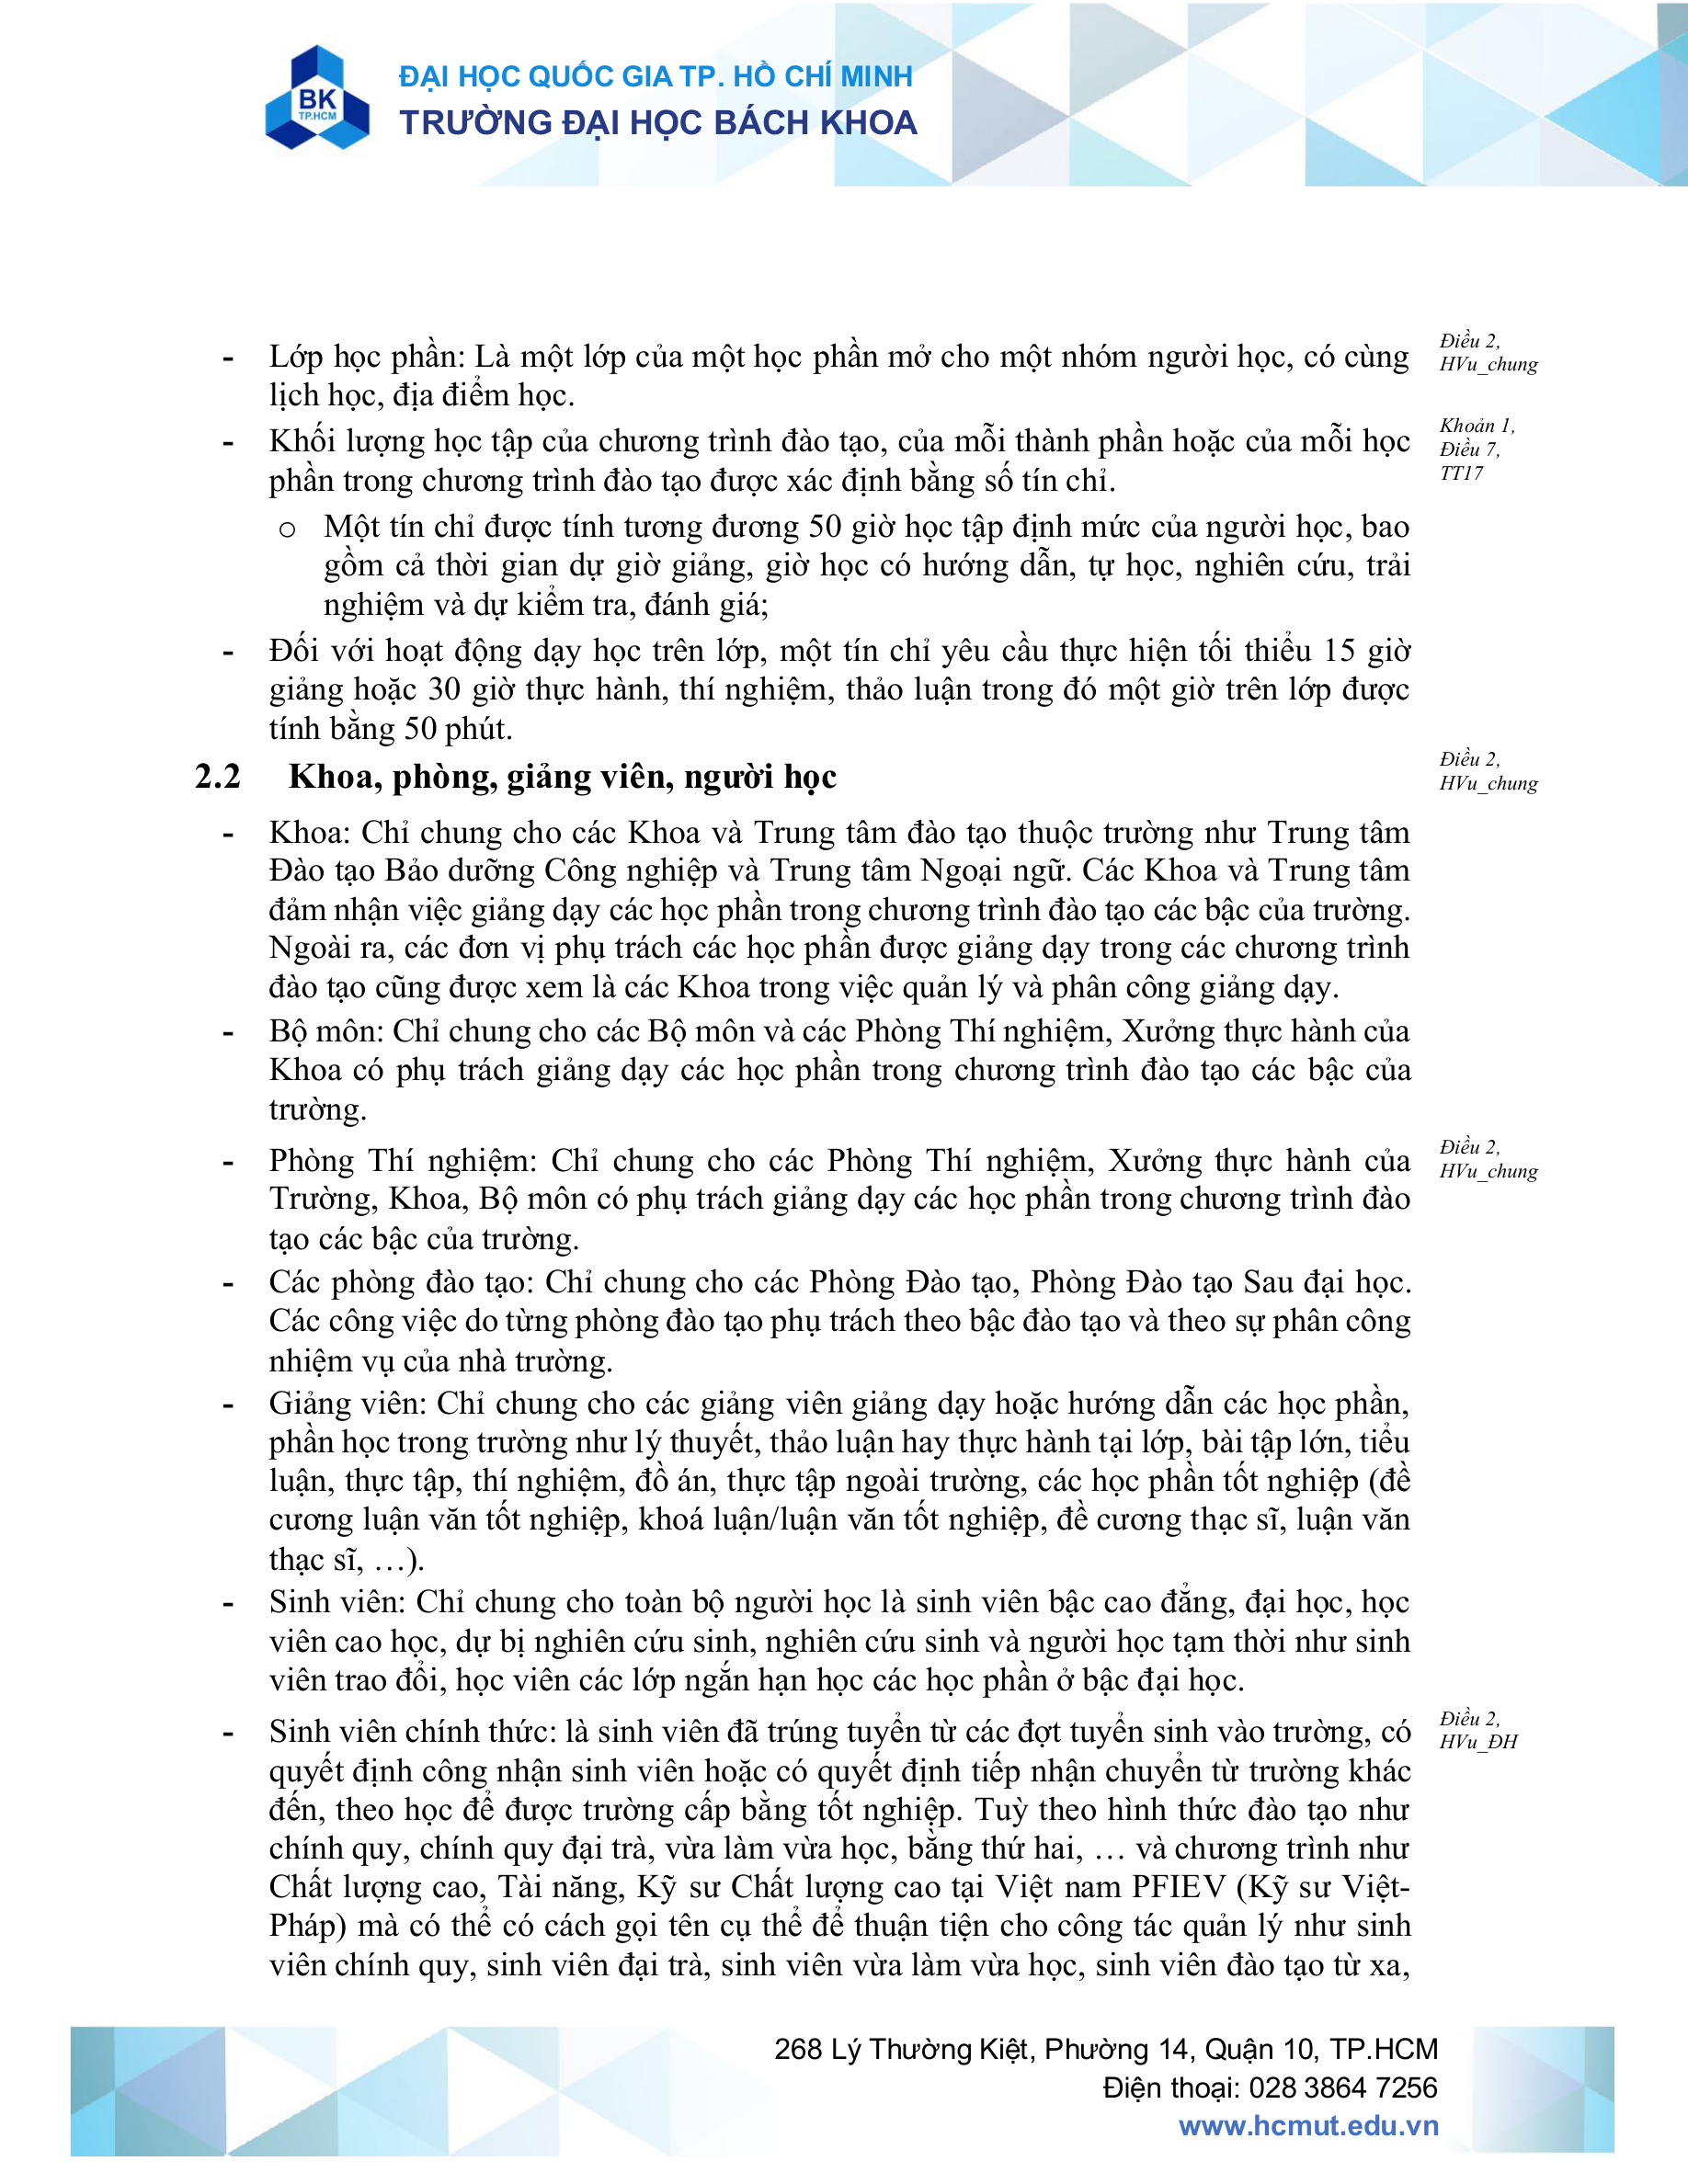 BK
TP.HCM
ĐẠI HỌC QUỐC GIA TP. HỒ CHÍ MINH
TRƯỜNG ĐẠI HỌC BÁCH KHOA
- Lớp học phần: Là một lớp của một học phần mở cho một nhóm người học, có cùng
lịch học, địa điểm học.
Điều 2,
HVu_chung
- Khối lượng học tập của chương trình đào tạo, của mỗi thành phần hoặc của mỗi học
phần trong chương trình đào tạo được xác định bằng số tín chỉ.
Khoản 1,
Điều 7,
TT17
o Một tín chỉ được tính tương đương 50 giờ học tập định mức của người học, bao
gồm cả thời gian dự giờ giảng, giờ học có hướng dẫn, tự học, nghiên cứu, trải
nghiệm và dự kiểm tra, đánh giá;
- Đối với hoạt động dạy học trên lớp, một tín chỉ yêu cầu thực hiện tối thiểu 15 giờ
giảng hoặc 30 giờ thực hành, thí nghiệm, thảo luận trong đó một giờ trên lớp được
tính bằng 50 phút.
2.2 Khoa, phòng, giảng viên, người học
Điều 2,
HVu_chung
- Khoa: Chỉ chung cho các Khoa và Trung tâm đào tạo thuộc trường như Trung tâm
Đào tạo Bảo dưỡng Công nghiệp và Trung tâm Ngoại ngữ. Các Khoa và Trung tâm
đảm nhận việc giảng dạy các học phần trong chương trình đào tạo các bậc của trường.
Ngoài ra, các đơn vị phụ trách các học phần được giảng dạy trong các chương trình
đào tạo cũng được xem là các Khoa trong việc quản lý và phân công giảng dạy.
- Bộ môn: Chỉ chung cho các Bộ môn và các Phòng Thí nghiệm, Xưởng thực hành của
Khoa có phụ trách giảng dạy các học phần trong chương trình đào tạo các bậc của
trường.
- Phòng Thí nghiệm: Chỉ chung cho các Phòng Thí nghiệm, Xưởng thực hành của
Trường, Khoa, Bộ môn có phụ trách giảng dạy các học phần trong chương trình đào
tạo các bậc của trường.
Điều 2,
HVu_chung
- Các phòng đào tạo: Chỉ chung cho các Phòng Đào tạo, Phòng Đào tạo Sau đại học.
Các công việc do từng phòng đào tạo phụ trách theo bậc đào tạo và theo sự phân công
nhiệm vụ của nhà trường.
- Giảng viên: Chỉ chung cho các giảng viên giảng dạy hoặc hướng dẫn các học phần,
phần học trong trường như lý thuyết, thảo luận hay thực hành tại lớp, bài tập lớn, tiểu
luận, thực tập, thí nghiệm, đồ án, thực tập ngoài trường, các học phần tốt nghiệp (đề
cương luận văn tốt nghiệp, khoá luận/luận văn tốt nghiệp, đề cương thạc sĩ, luận văn
thạc sĩ, …).
- Sinh viên: Chỉ chung cho toàn bộ người học là sinh viên bậc cao đẳng, đại học, học
viên cao học, dự bị nghiên cứu sinh, nghiên cứu sinh và người học tạm thời như sinh
viên trao đổi, học viên các lớp ngắn hạn học các học phần ở bậc đại học.
- Sinh viên chính thức: là sinh viên đã trúng tuyển từ các đợt tuyển sinh vào trường, có
quyết định công nhận sinh viên hoặc có quyết định tiếp nhận chuyển từ trường khác
đến, theo học để được trường cấp bằng tốt nghiệp. Tuỳ theo hình thức đào tạo như
chính quy, chính quy đại trà, vừa làm vừa học, bằng thứ hai, … và chương trình như
Chất lượng cao, Tài năng, Kỹ sư Chất lượng cao tại Việt nam PFIEV (Kỹ sư Việt-
Pháp) mà có thể có cách gọi tên cụ thể để thuận tiện cho công tác quản lý như sinh
viên chính quy, sinh viên đại trà, sinh viên vừa làm vừa học, sinh viên đào tạo từ xa,
Điều 2,
HVu_ĐH
268 Lý Thường Kiệt, Phường 14, Quận 10, TP.HCM
Điện thoại: 028 3864 7256
www.hcmut.edu.vn